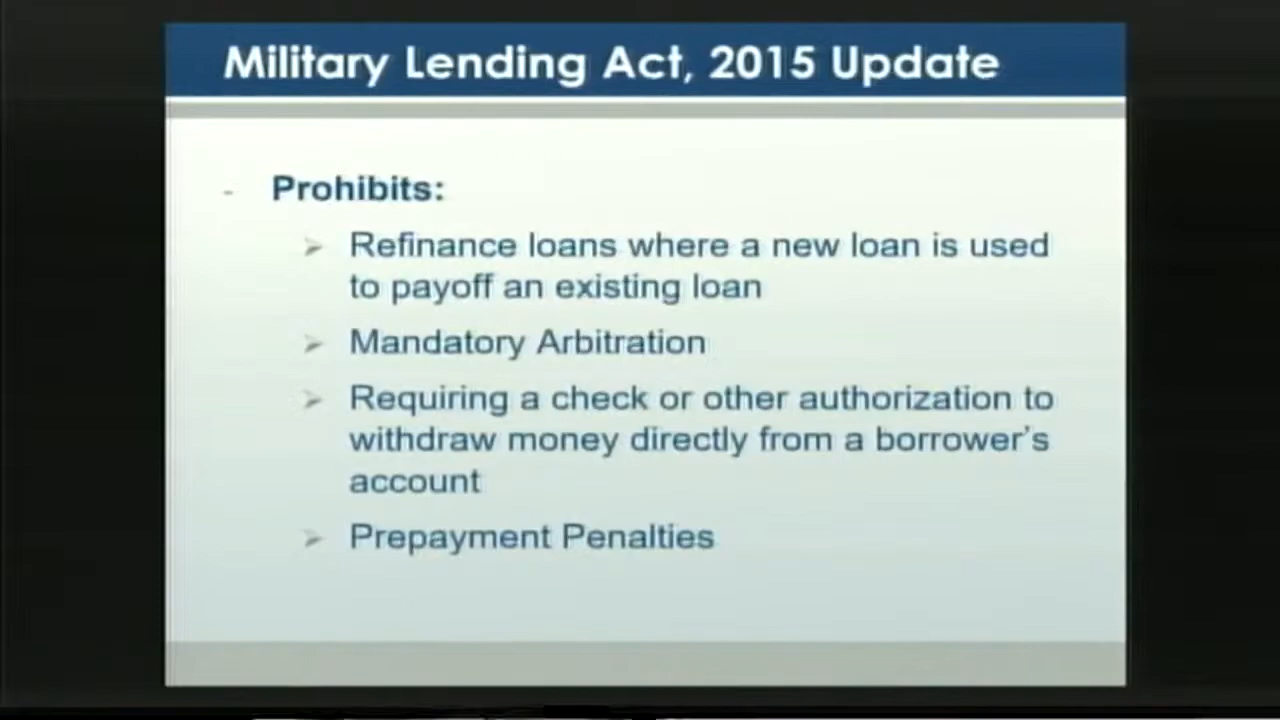 Military Lending Act, 2015 Update
- Prohibits:
➢ Refinance loans where a new loan is used
to payoff an existing loan
➢ Mandatory Arbitration
➢ Requiring a check or other authorization to
withdraw money directly from a borrower's
account
➢ Prepayment Penalties